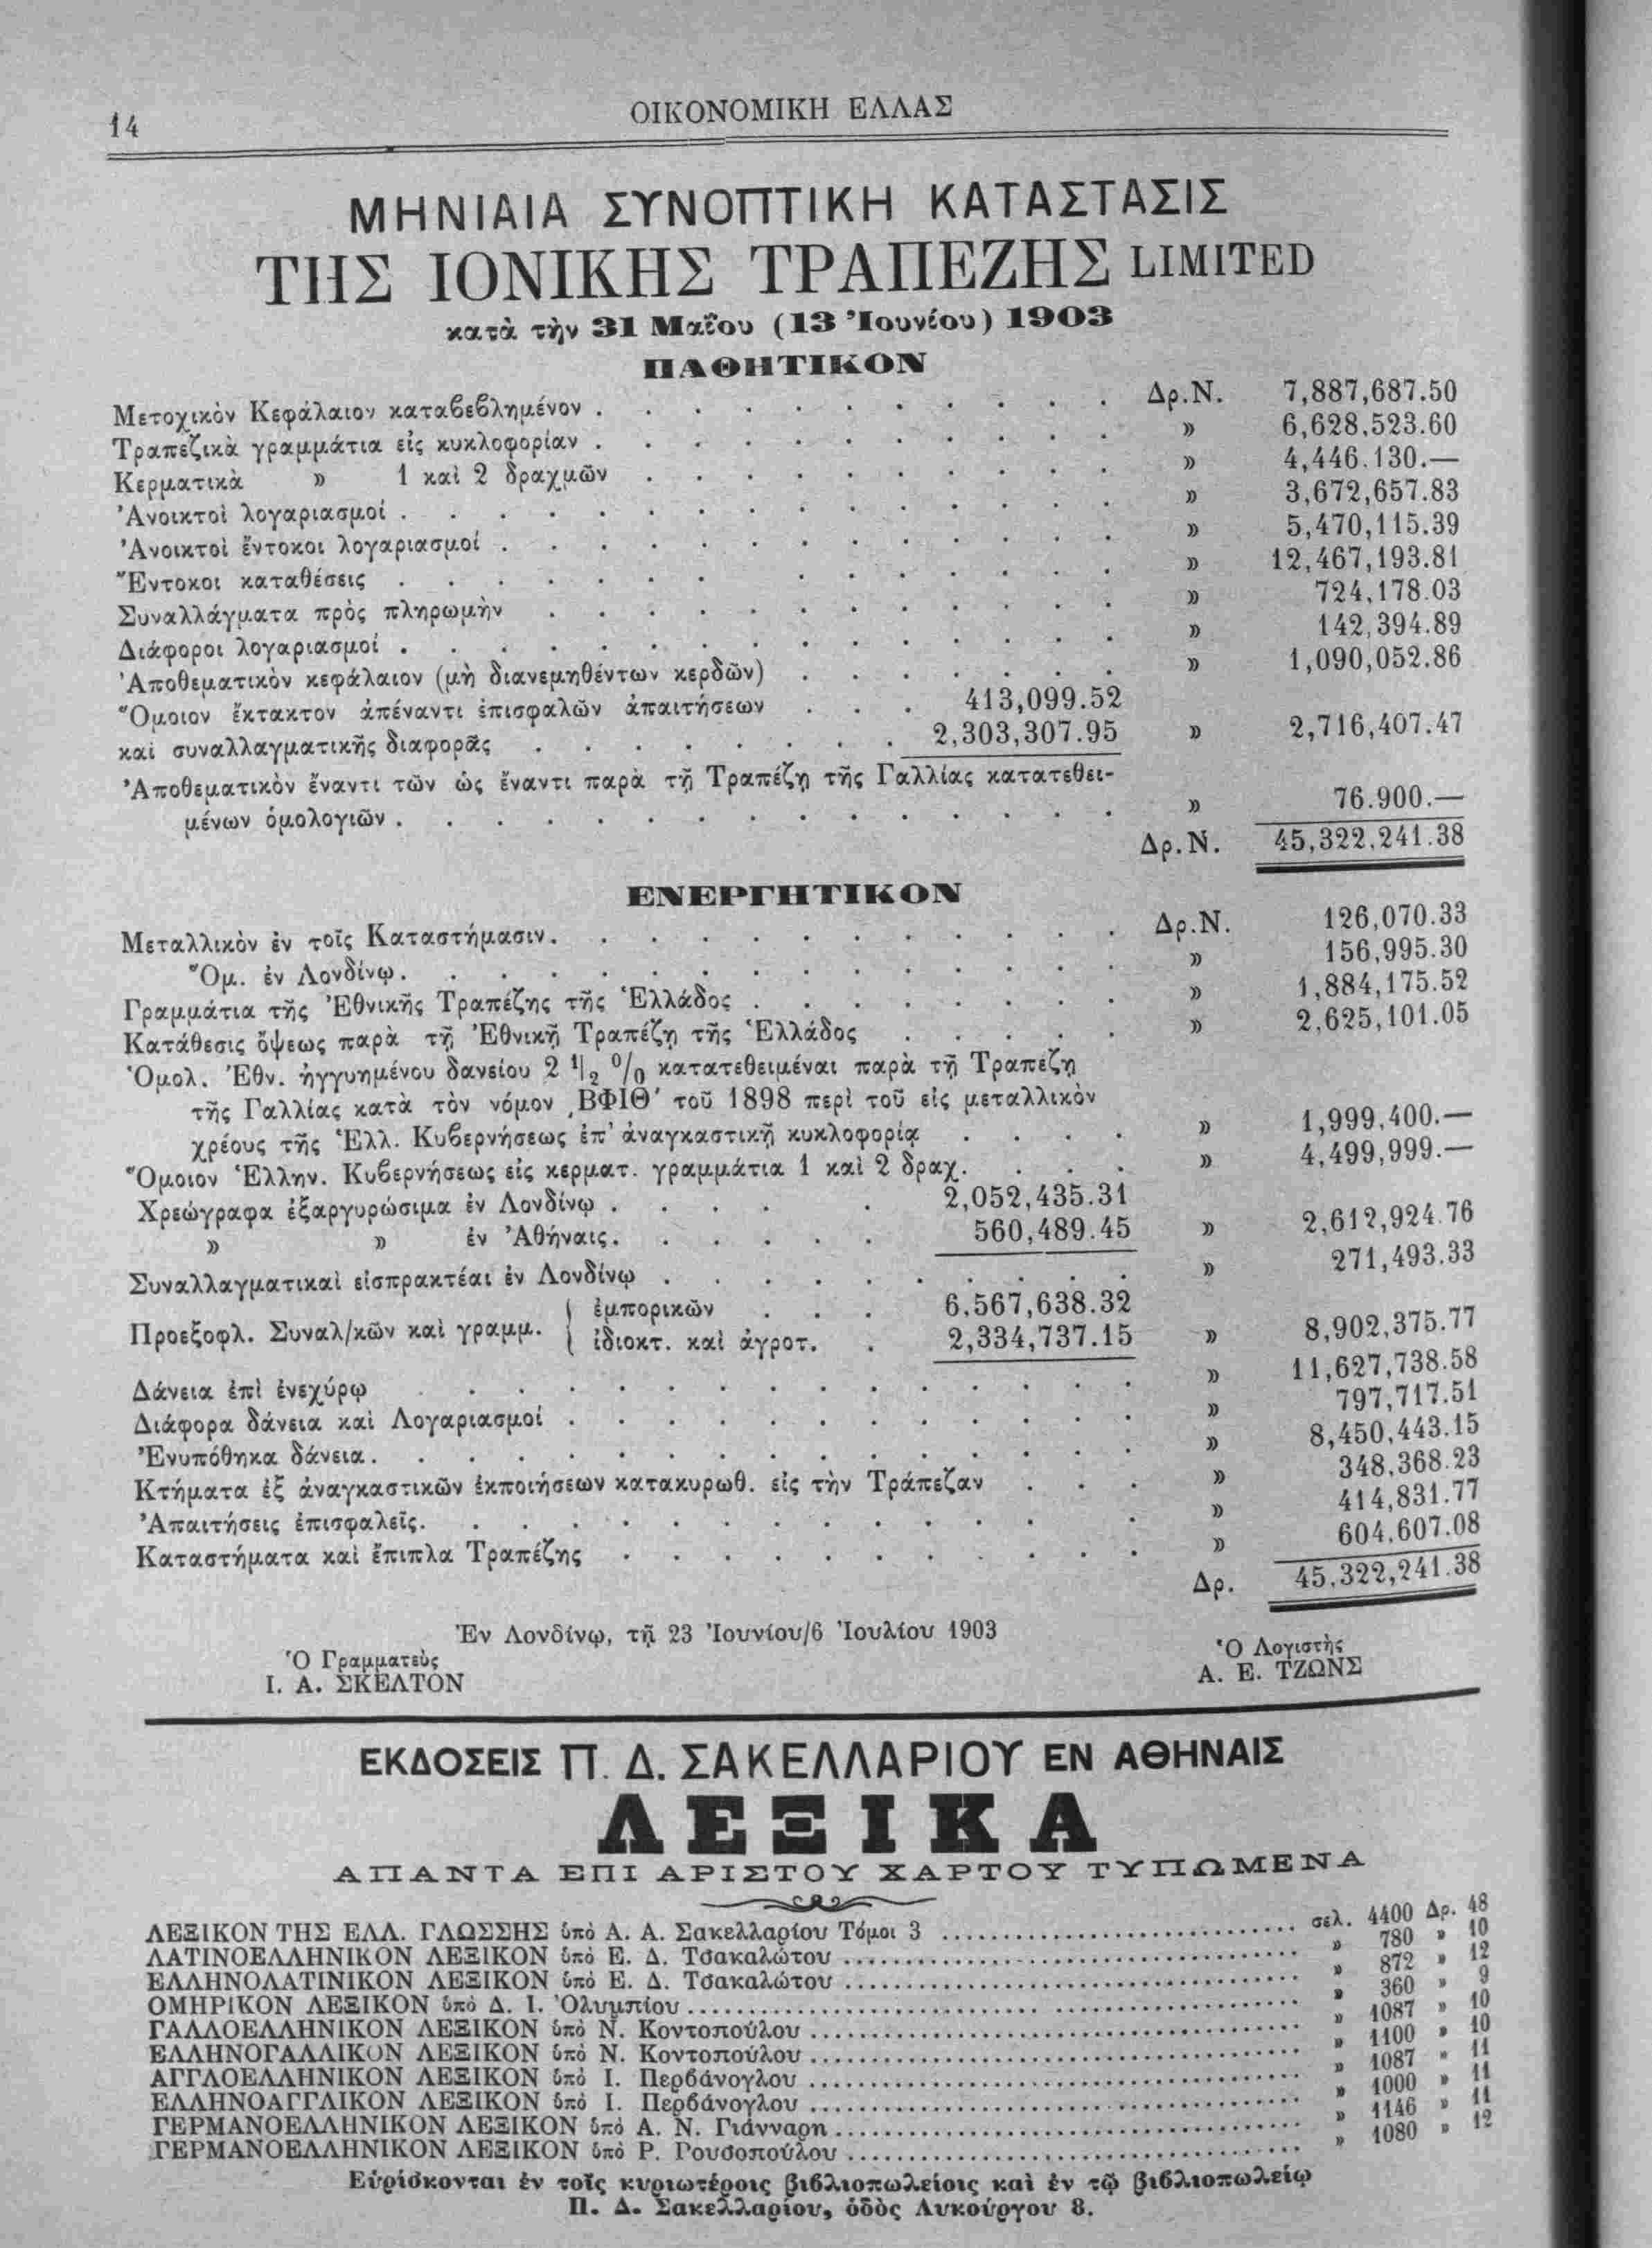 14
ΟΙΚΟΝΟΜΙΚΗ ΕΛΛΑΣ
ΜΗΝΙΑΙΑ ΣΥΝΟΠΤΙΚΗ ΚΑΤΑΣΤΑΣΙΣ
ΤΗΣ ΙΟΝΙΚΗΣ ΤΡΑΠΕΖΗΣ LIMITED
κατὰ τὴν 31 Μαΐου (13 Ἰουνίου) 1903
ΠΑΘΗΤΙΚΟΝ
Μετοχικὸν Κεφάλαιον καταβεβλημένον . . . . . . . . . . . Δρ.Ν. 7,887,687.50
Τραπεζικὰ γραμμάτια εἰς κυκλοφορίαν . . . . . . . . . . . » 6,628,523.60
Κερματικὰ » 1 καὶ 2 δραχμῶν . . . . . . . . . . » 4,446.130.—
Ἀνοικτοὶ λογαριασμοί . . . . . . . . . . . . . . . » 3,672,657.83
Ἀνοικτοὶ ἔντοκοι λογαριασμοί . . . . . . . . . . . . . » 5,470,115.39
Ἔντοκοι καταθέσεις . . . . . . . . . . . . . . » 12,467,193.81
Συναλλάγματα πρὸς πληρωμὴν . . . . . . . . . . . . » 724,178.03
Διάφοροι λογαριασμοί . . . . . . . . . . . . . . . » 142,394.89
Ἀποθεματικὸν κεφάλαιον (μὴ διανεμηθέντων κερδῶν) . . . . . . . » 1,090,052.86
Ὅμοιον ἔκτακτον ἀπέναντι ἐπισφαλῶν ἀπαιτήσεων . . . 413,099.52
καὶ συναλλαγματικῆς διαφορᾶς . . . . . . . . 2,303,307.95 » 2,716,407.47
Ἀποθεματικὸν ἔναντι τῶν ὡς ἔναντι παρὰ τῇ Τραπέζῃ τῆς Γαλλίας κατατεθει-
μένων ὁμολογιῶν . . . . . . . . . . . . . . . » 76.900.—
Δρ.Ν. 45,322,241.38
ΕΝΕΡΓΗΤΙΚΟΝ
Μεταλλικὸν ἐν τοῖς Καταστήμασιν. . . . . . . . . . . . Δρ.Ν. 126,070.33
Ὅμ. ἐν Λονδίνῳ. . . . . . . . . . . . . . . » 156,995.30
Γραμμάτια τῆς Ἐθνικῆς Τραπέζης τῆς Ἑλλάδος . . . . . . . . » 1,884,175.52
Κατάθεσις ὄψεως παρὰ τῇ Ἐθνικῇ Τραπέζῃ τῆς Ἑλλάδος . . . . . » 2,625,101.05
Ὁμολ. Ἐθν. ἠγγυημένου δανείου 2 1/2 0/0 κατατεθειμέναι παρὰ τῇ Τραπέζῃ
τῆς Γαλλίας κατὰ τὸν νόμον ͵ΒΦΙΘ′ τοῦ 1898 περὶ τοῦ εἰς μεταλλικὸν
χρέους τῆς Ἑλλ. Κυβερνήσεως ἐπ' ἀναγκαστικῇ κυκλοφορίᾳ . . . . » 1,999,400.—
Ὅμοιον Ἑλλην. Κυβερνήσεως εἰς κερματ. γραμμάτια 1 καὶ 2 δραχ. . . . » 4,499,999.—
Χρεώγραφα ἐξαργυρώσιμα ἐν Λονδίνῳ . . . . . . 2,052,435.31
» » ἐν Ἀθήναις. . . . . . 560,489.45 » 2,612,924.76
Συναλλαγματικαὶ εἰσπρακτέαι ἐν Λονδίνῳ . . . . . . . . . . » 271,493.33
Προεξοφλ. Συναλ/κῶν καὶ γραμμ. { ἐμπορικῶν . . . 6.567,638.32
ἰδιοκτ. καὶ ἀγροτ. . 2,334,737.15 » 8,902,375.77
Δάνεια ἐπὶ ἐνεχύρῳ . . . . . . . . . . . . . . » 11,627,738.58
Διάφορα δάνεια καὶ Λογαριασμοί . . . . . . . . . . . . » 797,717.51
Ἐνυπόθηκα δάνεια. . . . . . . . . . . . . . . . » 8,450,443.15
Κτήματα ἐξ ἀναγκαστικῶν ἐκποιήσεων κατακυρωθ. εἰς τὴν Τράπεζαν . . . » 348,368.23
Ἀπαιτήσεις ἐπισφαλεῖς. . . . . . . . . . . . . . » 414,831.77
Καταστήματα καὶ ἔπιπλα Τραπέζης . . . . . . . . . . . » 604,607.08
Δρ. 45,322,241.38
Ἐν Λονδίνῳ, τῇ 23 Ἰουνίου/6 Ἰουλίου 1903
Ὁ Γραμματεὺς
Ι. Α. ΣΚΕΛΤΟΝ
Ὁ Λογιστὴς
Α. Ε. ΤΖΩΝΣ
ΕΚΔΟΣΕΙΣ Π. Δ. ΣΑΚΕΛΛΑΡΙΟΥ ΕΝ ΑΘΗΝΑΙΣ
ΛΕΞΙΚΑ
ΑΠΑΝΤΑ ΕΠΙ ΑΡΙΣΤΟΥ ΧΑΡΤΟΥ ΤΥΠΩΜΕΝΑ
ΛΕΞΙΚΟΝ ΤΗΣ ΕΛΛ. ΓΛΩΣΣΗΣ ὑπὸ Α. Α. Σακελλαρίου Τόμοι 3 ........ σελ. 4400 Δρ. 48
ΛΑΤΙΝΟΕΛΛΗΝΙΚΟΝ ΛΕΞΙΚΟΝ ὑπὸ Ε. Δ. Τσακαλώτου ........ » 780 » 10
ΕΛΛΗΝΟΛΑΤΙΝΙΚΟΝ ΛΕΞΙΚΟΝ ὑπὸ Ε. Δ. Τσακαλώτου ........ » 872 » 12
ΟΜΗΡΙΚΟΝ ΛΕΞΙΚΟΝ ὑπὸ Δ. Ι. Ὀλυμπίου ........ » 360 » 9
ΓΑΛΛΟΕΛΛΗΝΙΚΟΝ ΛΕΞΙΚΟΝ ὑπὸ Ν. Κοντοπούλου ........ » 1087 » 10
ΕΛΛΗΝΟΓΑΛΛΙΚΟΝ ΛΕΞΙΚΟΝ ὑπὸ Ν. Κοντοπούλου ........ » 1100 » 10
ΑΓΓΛΟΕΛΛΗΝΙΚΟΝ ΛΕΞΙΚΟΝ ὑπὸ Ι. Περβάνογλου ........ » 1087 » 11
ΕΛΛΗΝΟΑΓΓΛΙΚΟΝ ΛΕΞΙΚΟΝ ὑπὸ Ι. Περβάνογλου ........ » 1000 » 11
ΓΕΡΜΑΝΟΕΛΛΗΝΙΚΟΝ ΛΕΞΙΚΟΝ ὑπὸ Α. Ν. Γιάνναρη ........ » 1146 » 11
ΓΕΡΜΑΝΟΕΛΛΗΝΙΚΟΝ ΛΕΞΙΚΟΝ ὑπὸ Ρ. Ρουσοπούλου ........ » 1080 » 12
Εὑρίσκονται ἐν τοῖς κυριωτέροις βιβλιοπωλείοις καὶ ἐν τῷ βιβλιοπωλείῳ
Π. Δ. Σακελλαρίου, ὁδὸς Λυκούργου 8.